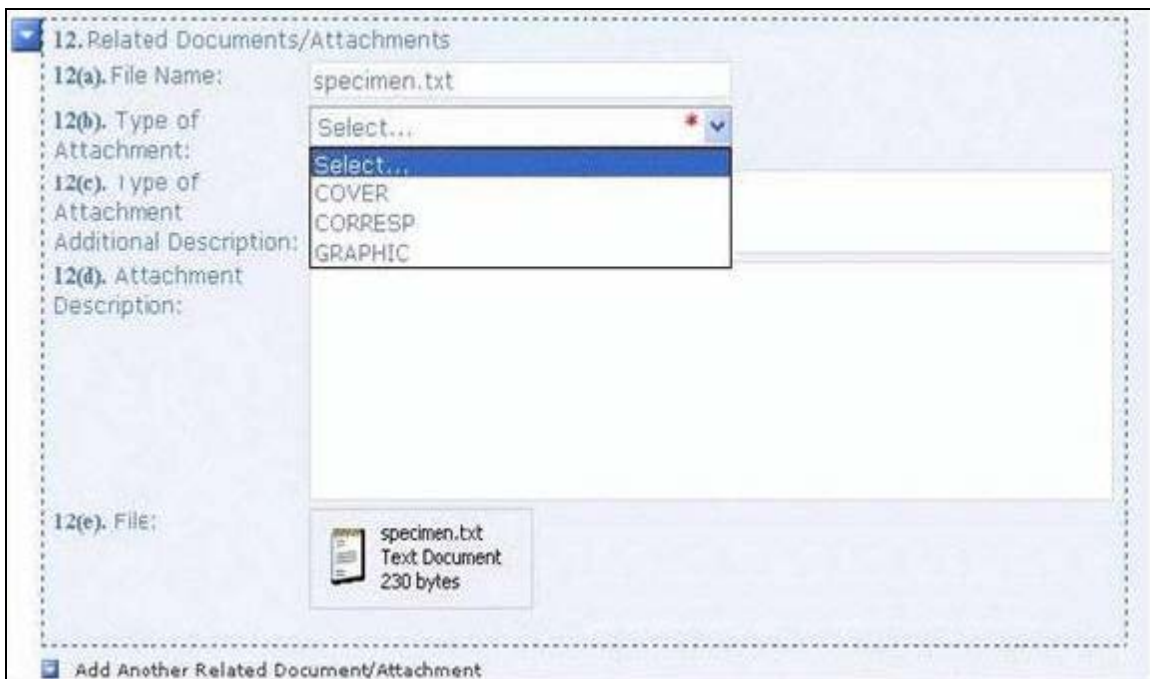 12. Related Documents/Attachments
12(a). File Name:
specimen.txt
12(b). Type of
Attachment:
Select... *
Select...
COVER
CORRESP
GRAPHIC
12(c). Type of
Attachment
Additional Description:
12(d). Attachment
Description:
12(e). File:
specimen.txt
Text Document
230 bytes
Add Another Related Document/Attachment